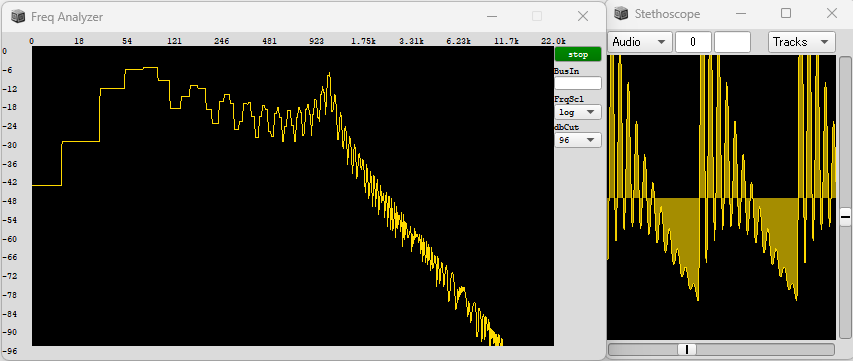 Freq Analyzer
0 18 54 121 246 481 923 1.75k 3.31k 6.23k 11.7k 22.0k
0
-6
-12
-18
-24
-30
-36
-42
-48
-54
-60
-66
-72
-78
-84
-90
-96
stop
BusIn
FrqScl
log
dbCut
96
Stethoscope
Audio 0 Tracks